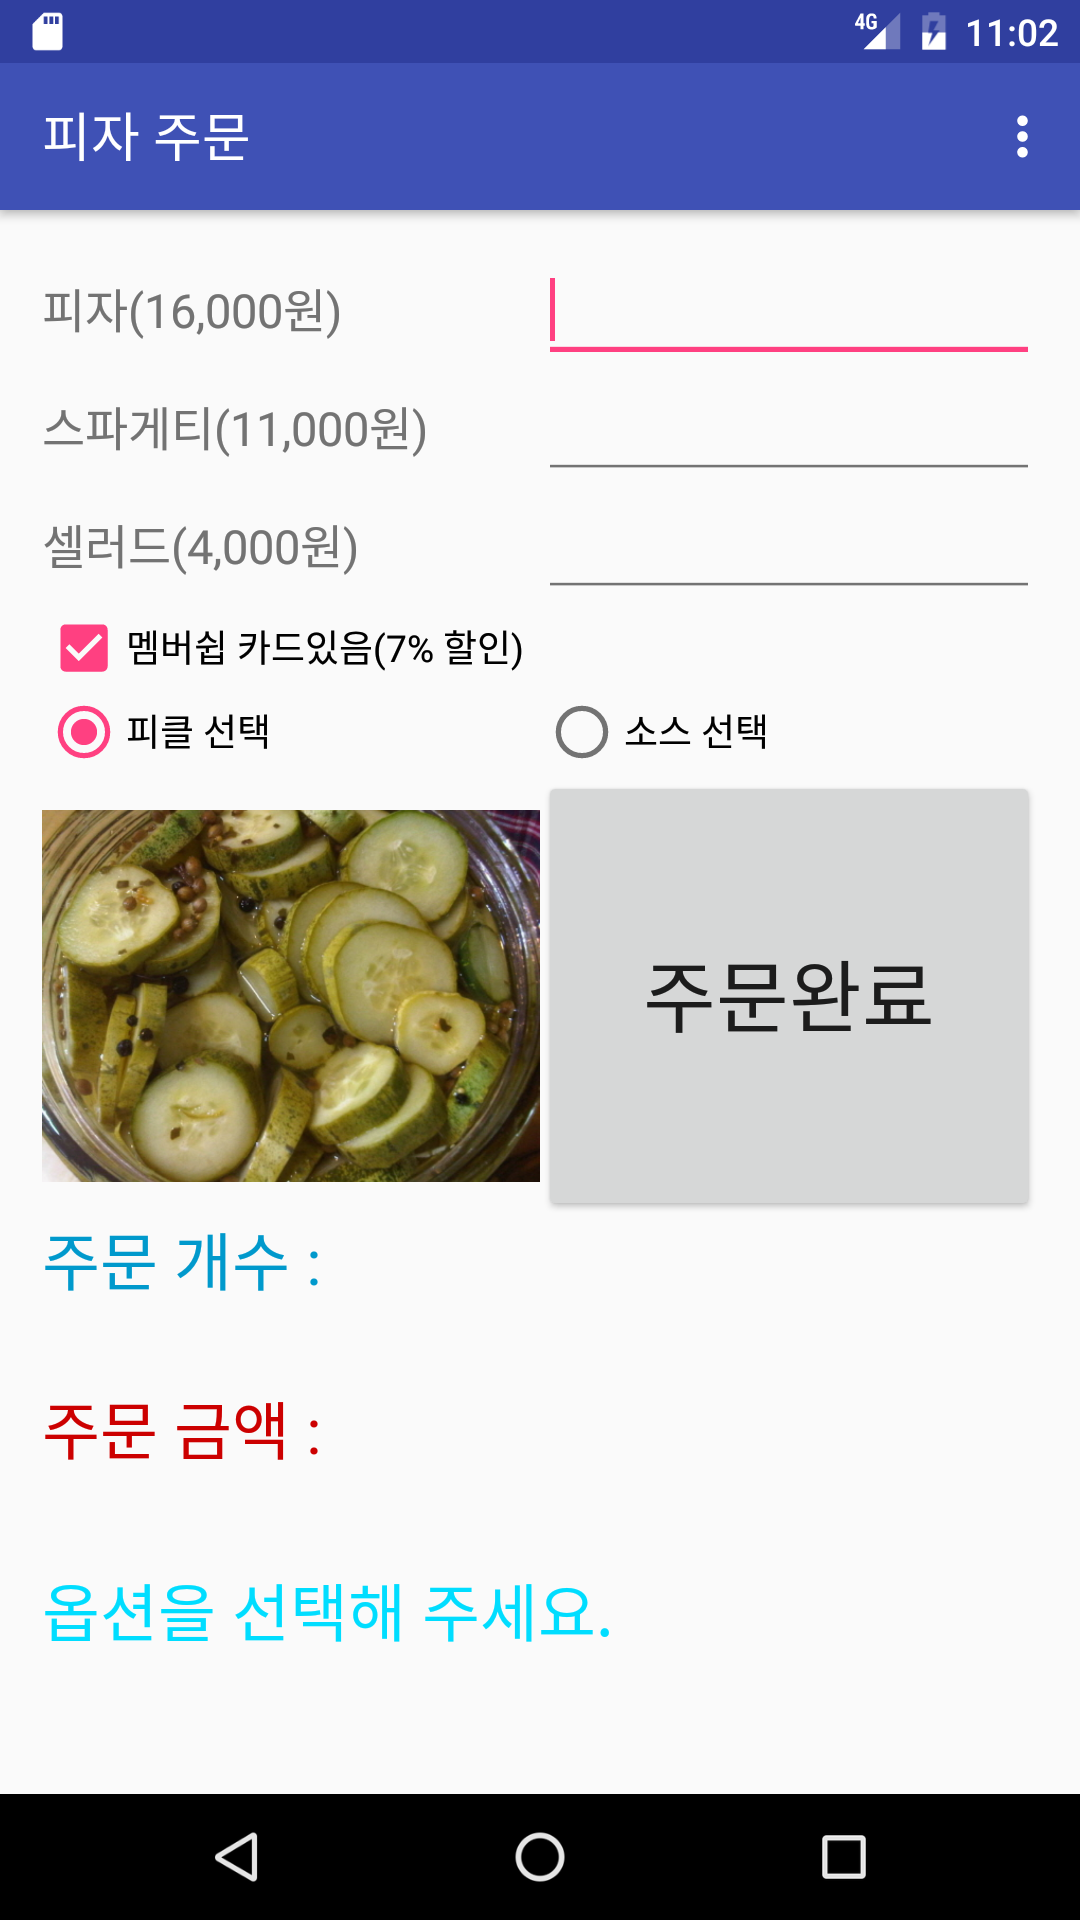 4G 11:02
피자 주문
피자(16,000원)
스파게티(11,000원)
셀러드(4,000원)
멤버쉽 카드있음(7% 할인)
피클 선택 소스 선택
주문완료
주문 개수 :
주문 금액 :
옵션을 선택해 주세요.